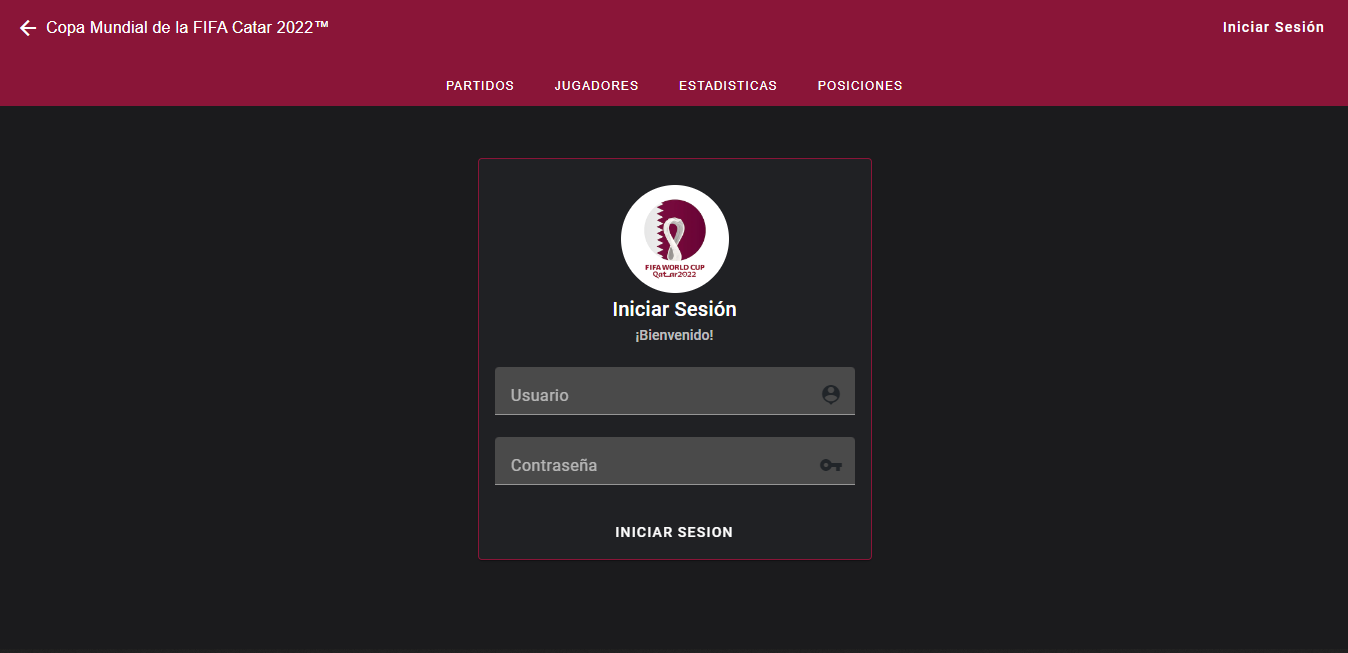 Copa Mundial de la FIFA Catar 2022™
Iniciar Sesión
PARTIDOS JUGADORES ESTADISTICAS POSICIONES
FIFA WORLD CUP
Qatar2022
Iniciar Sesión
¡Bienvenido!
Usuario
Contraseña
INICIAR SESION